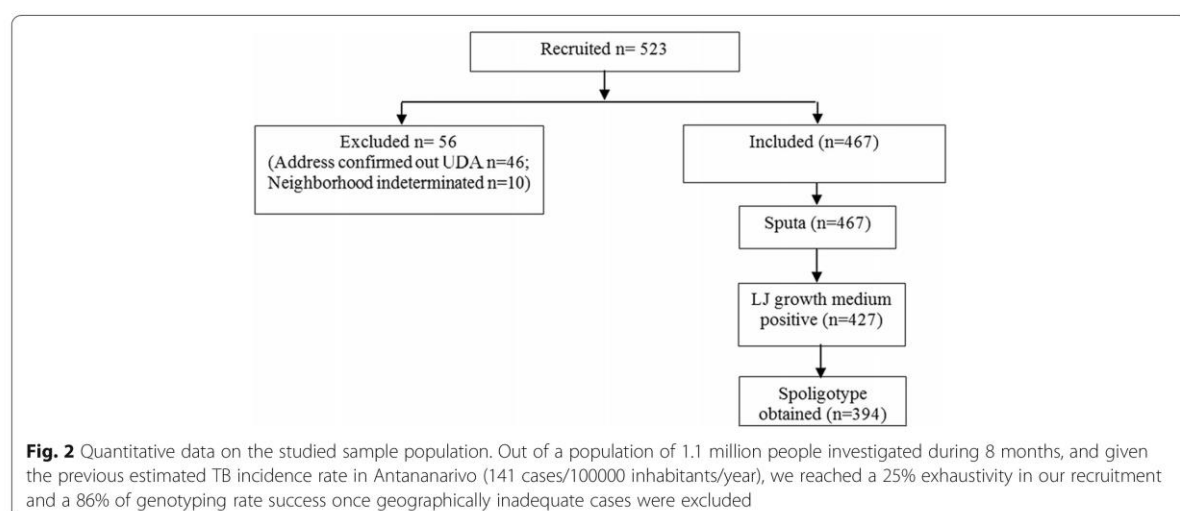 Recruited n= 523
Excluded n= 56
(Address confirmed out UDA n=46;
Neighborhood indeterminated n=10)
Included (n=467)
Sputa (n=467)
LJ growth medium
positive (n=427)
Spoligotype
obtained (n=394)
Fig. 2 Quantitative data on the studied sample population. Out of a population of 1.1 million people investigated during 8 months, and given
the previous estimated TB incidence rate in Antananarivo (141 cases/100000 inhabitants/year), we reached a 25% exhaustivity in our recruitment
and a 86% of genotyping rate success once geographically inadequate cases were excluded